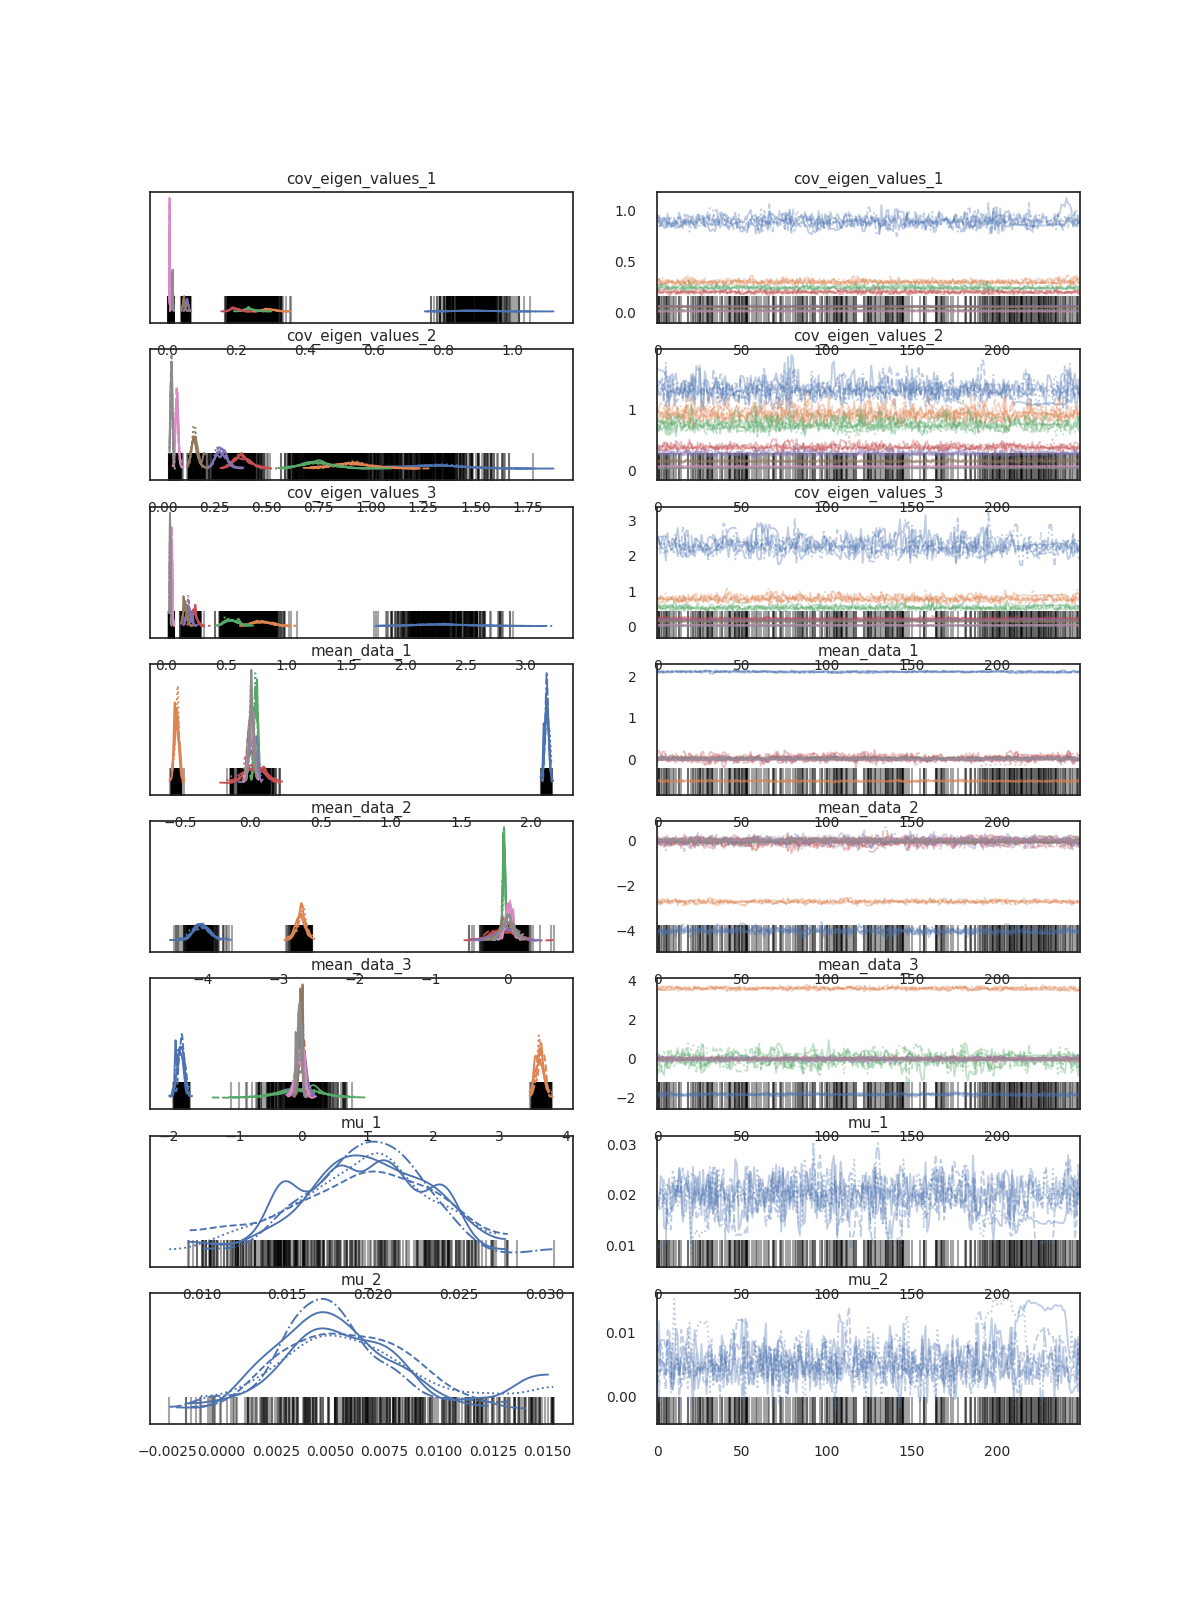 cov_eigen_values_1 cov_eigen_values_1
1.0
0.5
0.0
0.0 0.2 0.4 0.6 0.8 1.0 0 50 100 150 200
cov_eigen_values_2 cov_eigen_values_2
1
0
0.00 0.25 0.50 0.75 1.00 1.25 1.50 1.75 0 50 100 150 200
cov_eigen_values_3 cov_eigen_values_3
3
2
1
0
0.0 0.5 1.0 1.5 2.0 2.5 3.0 0 50 100 150 200
mean_data_1 mean_data_1
2
1
0
−0.5 0.0 0.5 1.0 1.5 2.0 0 50 100 150 200
mean_data_2 mean_data_2
0
−2
−4
−4 −3 −2 −1 0 0 50 100 150 200
mean_data_3 mean_data_3
4
2
0
−2
−2 −1 0 1 2 3 4 0 50 100 150 200
mu_1 mu_1
0.03
0.02
0.01
0.010 0.015 0.020 0.025 0.030 0 50 100 150 200
mu_2 mu_2
0.01
0.00
−0.0025 0.0000 0.0025 0.0050 0.0075 0.0100 0.0125 0.0150 0 50 100 150 200